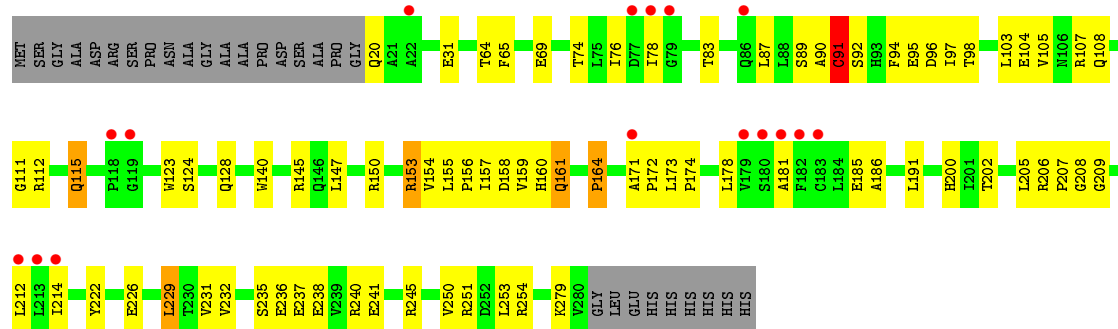 MET SER GLY ALA ASP ARG SER PRO ASN ALA GLY ALA ALA PRO ASP SER ALA PRO GLY Q20 A21 A22 E31 T64 F65 E69 T74 L75 I76 D77 I78 G79 T83 Q86 L87 L88 S89 A90 C91 S92 H93 F94 E95 D96 I97 T98 L103 E104 V105 N106 R107 Q108
G111 R112 Q115 P118 G119 W123 S124 Q128 W140 R145 Q146 L147 R150 R153 V154 L155 P156 I157 D158 V159 H160 Q161 P164 A171 P172 L173 P174 L178 V179 S180 A181 F182 C183 L184 E185 A186 L191 H200 I201 T202 L205 R206 P207 G208 G209
L212 L213 I214 Y222 E226 L229 T230 V231 V232 S235 E236 E237 E238 V239 R240 E241 R245 V250 R251 D252 L253 R254 K279 V280 GLY LEU GLU HIS HIS HIS HIS HIS HIS